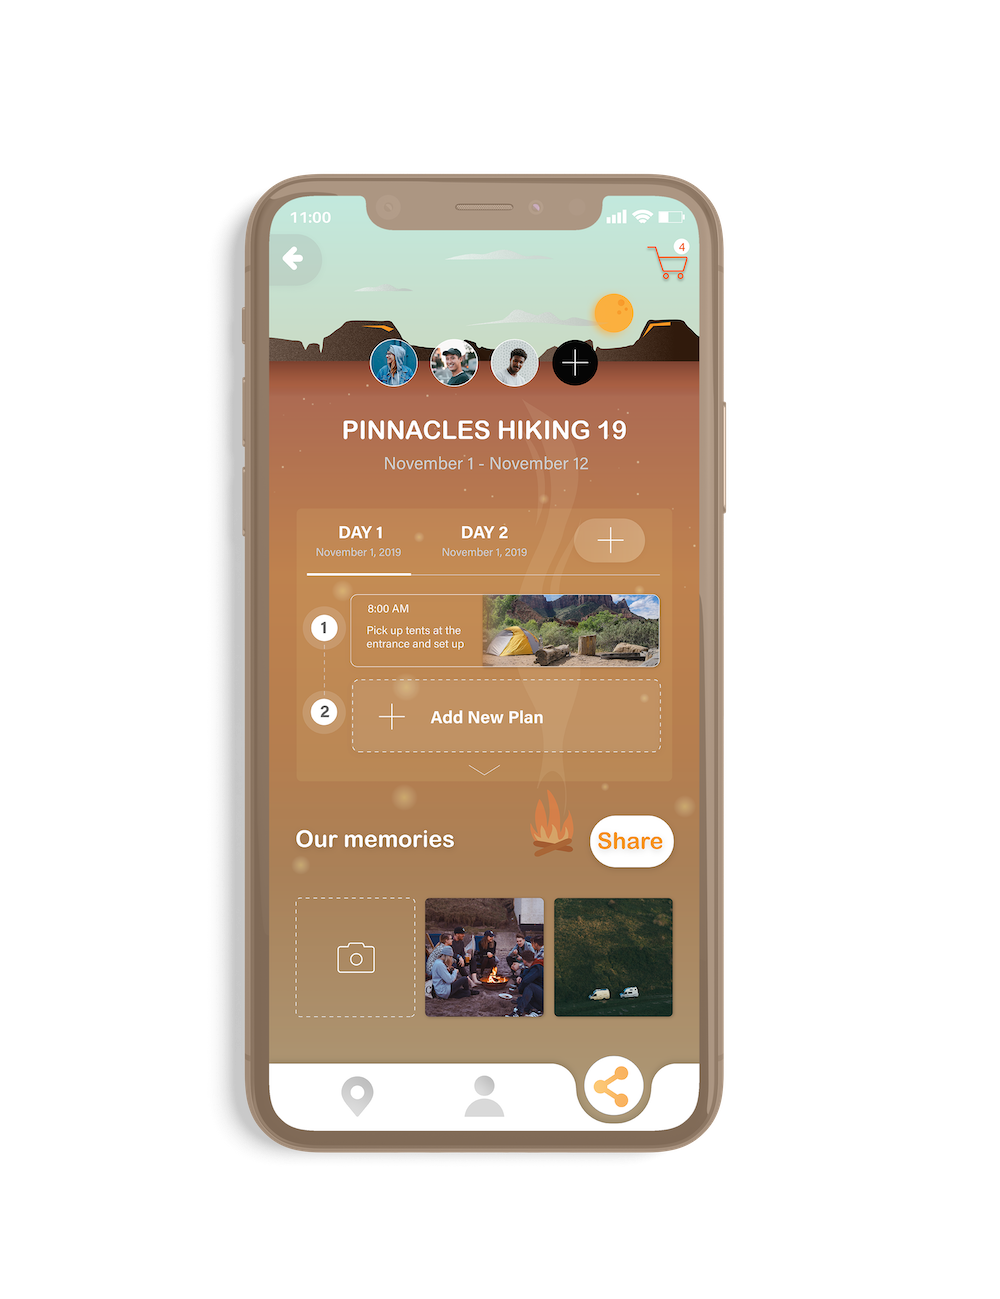 11:00
4
PINNACLES HIKING 19
November 1 - November 12
DAY 1
November 1, 2019
DAY 2
November 1, 2019
1
8:00 AM
Pick up tents at the
entrance and set up
2
Add New Plan
Our memories
Share